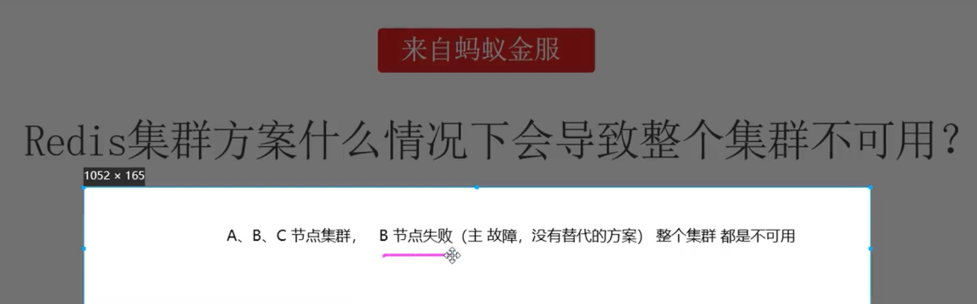 来自蚂蚁金服
Redis集群方案什么情况下会导致整个集群不可用？
1052 × 165
A、B、C 节点集群， B 节点失败（主 故障，没有替代的方案） 整个集群 都是不可用